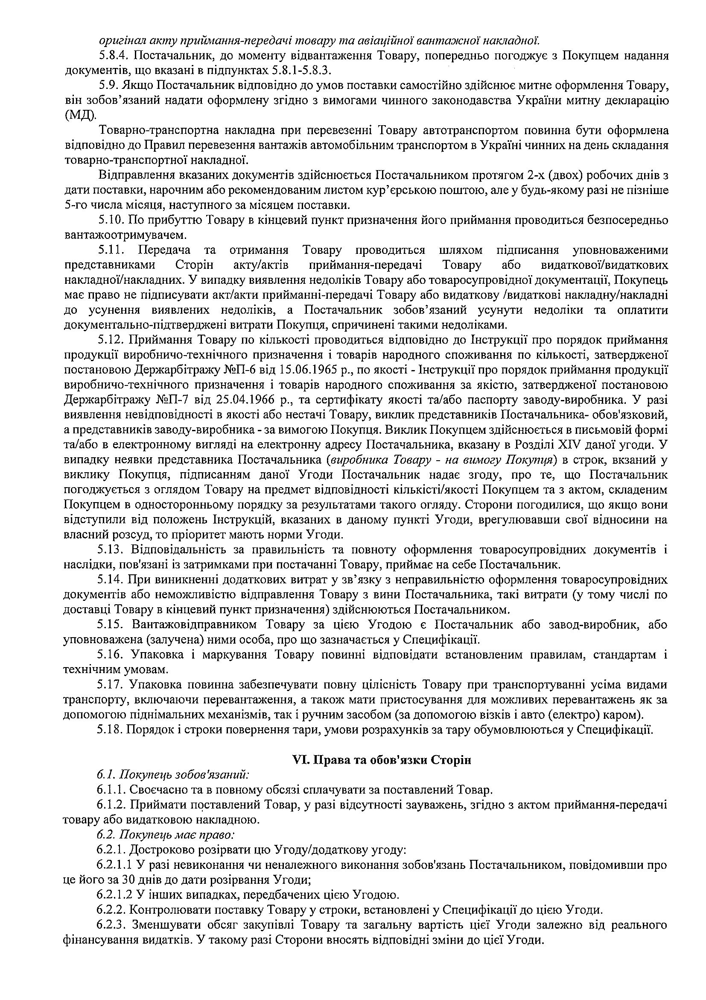 оригінал акту приймання-передачі товару та авіаційної вантажної накладної.
5.8.4. Постачальник, до моменту відвантаження Товару, попередньо погоджує з Покупцем надання
документів, що вказані в підпунктах 5.8.1-5.8.3.
5.9. Якщо Постачальник відповідно до умов поставки самостійно здійснює митне оформлення Товару,
він зобов’язаний надати оформлену згідно з вимогами чинного законодавства України митну декларацію
(МД).
Товарно-транспортна накладна при перевезенні Товару автотранспортом повинна бути оформлена
відповідно до Правил перевезення вантажів автомобільним транспортом в Україні чинних на день складання
товарно-транспортної накладної.
Відправлення вказаних документів здійснюється Постачальником протягом 2-х (двох) робочих днів з
дати поставки, нарочним або рекомендованим листом кур’єрською поштою, але у будь-якому разі не пізніше
5-го числа місяця, наступного за місяцем поставки.
5.10. По прибуттю Товару в кінцевий пункт призначення його приймання проводиться безпосередньо
вантажоотримувачем.
5.11. Передача та отримання Товару проводиться шляхом підписання уповноваженими
представниками Сторін акту/актів приймання-передачі Товару або видаткової/видаткових
накладної/накладних. У випадку виявлення недоліків Товару або товаросупровідної документації, Покупець
має право не підписувати акт/акти прийманні-передачі Товару або видаткову /видаткові накладну/накладні
до усунення виявлених недоліків, а Постачальник зобов’язаний усунути недоліки та оплатити
документально-підтверджені витрати Покупця, спричинені такими недоліками.
5.12. Приймання Товару по кількості проводиться відповідно до Інструкції про порядок приймання
продукції виробничо-технічного призначення і товарів народного споживання по кількості, затвердженої
постановою Держарбітражу №П-6 від 15.06.1965 р., по якості - Інструкції про порядок приймання продукції
виробничо-технічного призначення і товарів народного споживання за якістю, затвердженої постановою
Держарбітражу №П-7 від 25.04.1966 р., та сертифікату якості та/або паспорту заводу-виробника. У разі
виявлення невідповідності в якості або нестачі Товару, виклик представників Постачальника- обов'язковий,
а представників заводу-виробника - за вимогою Покупця. Виклик Покупцем здійснюється в письмовій формі
та/або в електронному вигляді на електронну адресу Постачальника, вказану в Розділі XIV даної угоди. У
випадку неявки представника Постачальника (виробника Товару - на вимогу Покупця) в строк, вкзаний у
виклику Покупця, підписанням даної Угоди Постачальник надає згоду, про те, що Постачальник
погоджується з оглядом Товару на предмет відповідності кількісті/якості Покупцем та з актом, складеним
Покупцем в односторонньому порядку за результатами такого огляду. Сторони погодилися, що якщо вони
відступили від положень Інструкцій, вказаних в даному пункті Угоди, врегулювавши свої відносини на
власний розсуд, то пріоритет мають норми Угоди.
5.13. Відповідальність за правильність та повноту оформлення товаросупровідних документів і
наслідки, пов'язані із затримками при постачанні Товару, приймає на себе Постачальник.
5.14. При виникненні додаткових витрат у зв’язку з неправильністю оформлення товаросупровідних
документів або неможливістю відправлення Товару з вини Постачальника, такі витрати (у тому числі по
доставці Товару в кінцевий пункт призначення) здійснюються Постачальником.
5.15. Вантажовідправником Товару за цією Угодою є Постачальник або завод-виробник, або
уповноважена (залучена) ними особа, про що зазначається у Специфікації.
5.16. Упаковка і маркування Товару повинні відповідати встановленим правилам, стандартам і
технічним умовам.
5.17. Упаковка повинна забезпечувати повну цілісність Товару при транспортуванні усіма видами
транспорту, включаючи перевантаження, а також мати пристосування для можливих перевантажень як за
допомогою піднімальних механізмів, так і ручним засобом (за допомогою візків і авто (електро) каром).
5.18. Порядок і строки повернення тари, умови розрахунків за тару обумовлюються у Специфікації.
VI. Права та обов'язки Сторін
6.1. Покупець зобов'язаний:
6.1.1. Своєчасно та в повному обсязі сплачувати за поставлений Товар.
6.1.2. Приймати поставлений Товар, у разі відсутності зауважень, згідно з актом приймання-передачі
товару або видатковою накладною.
6.2. Покупець має право:
6.2.1. Достроково розірвати цю Угоду/додаткову угоду:
6.2.1.1 У разі невиконання чи неналежного виконання зобов'язань Постачальником, повідомивши про
це його за 30 днів до дати розірвання Угоди;
6.2.1.2 У інших випадках, передбачених цією Угодою.
6.2.2. Контролювати поставку Товару у строки, встановлені у Специфікації до цією Угоди.
6.2.3. Зменшувати обсяг закупівлі Товару та загальну вартість цієї Угоди залежно від реального
фінансування видатків. У такому разі Сторони вносять відповідні зміни до цієї Угоди.